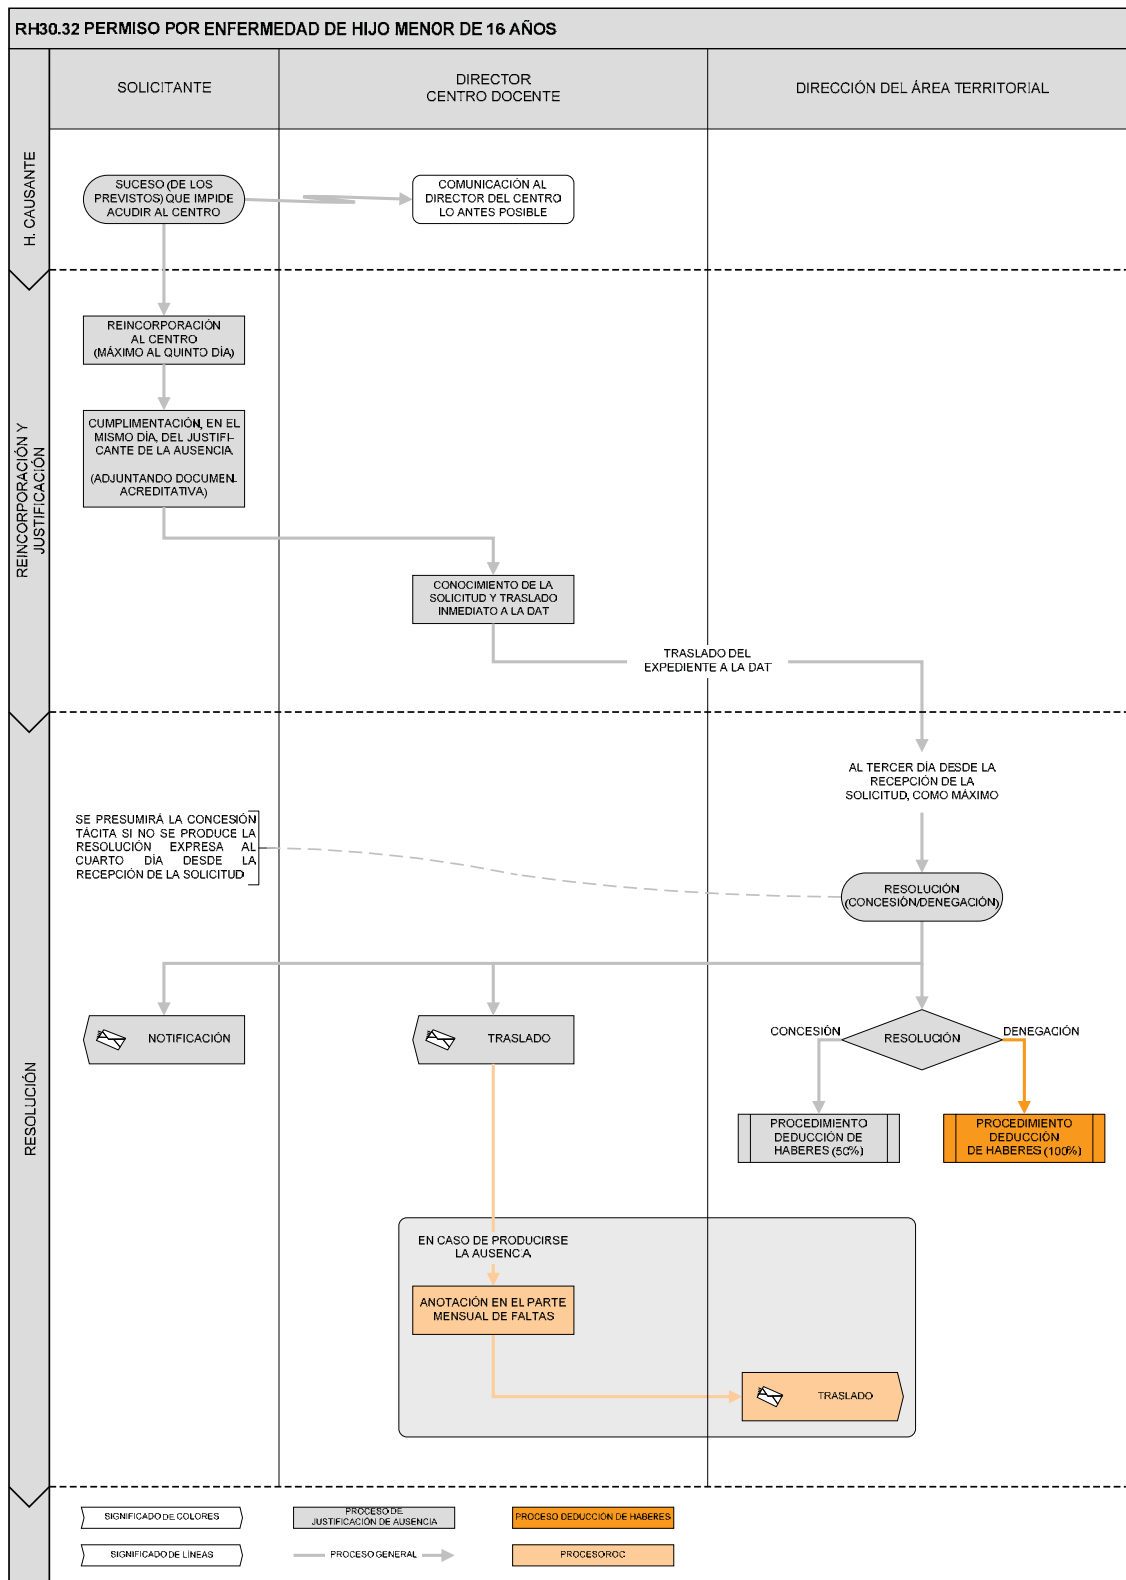 RH30.32 PERMISO POR ENFERMEDAD DE HIJO MENOR DE 16 AÑOS
SOLICITANTE
DIRECTOR
CENTRO DOCENTE
DIRECCIÓN DEL ÁREA TERRITORIAL
H. CAUSANTE
SUCESO (DE LOS
PREVISTOS) QUE IMPIDE
ACUDIR AL CENTRO
COMUNICACIÓN AL
DIRECTOR DEL CENTRO
LO ANTES POSIBLE
REINCORPORACIÓN Y
JUSTIFICACIÓN
REINCORPORACIÓN
AL CENTRO
(MÁXIMO AL QUINTO DÍA)
CUMPLIMENTACIÓN, EN EL
MISMO DÍA, DEL JUSTIFI-
CANTE DE LA AUSENCIA
(ADJUNTANDO DOCUMEN.
ACREDITATIVA)
CONOCIMIENTO DE LA
SOLICITUD Y TRASLADO
INMEDIATO A LA DAT
TRASLADO DEL
EXPEDIENTE A LA DAT
RESOLUCIÓN
AL TERCER DÍA DESDE LA
RECEPCIÓN DE LA
SOLICITUD, COMO MÁXIMO
SE PRESUMIRÁ LA CONCESIÓN
TÁCITA SI NO SE PRODUCE LA
RESOLUCIÓN EXPRESA AL
CUARTO DÍA DESDE LA
RECEPCIÓN DE LA SOLICITUD
RESOLUCIÓN
(CONCESIÓN/DENEGACIÓN)
NOTIFICACIÓN
TRASLADO
CONCESIÓN
RESOLUCIÓN
DENEGACIÓN
PROCEDIMIENTO
DEDUCCIÓN DE
HABERES (50%)
PROCEDIMIENTO
DEDUCCIÓN
DE HABERES (100%)
EN CASO DE PRODUCIRSE
LA AUSENCIA
ANOTACIÓN EN EL PARTE
MENSUAL DE FALTAS
TRASLADO
SIGNIFICADO DE COLORES
PROCESO DE
JUSTIFICACIÓN DE AUSENCIA
PROCESO DEDUCCIÓN DE HABERES
SIGNIFICADO DE LÍNEAS
PROCESO GENERAL
PROCESO ROC